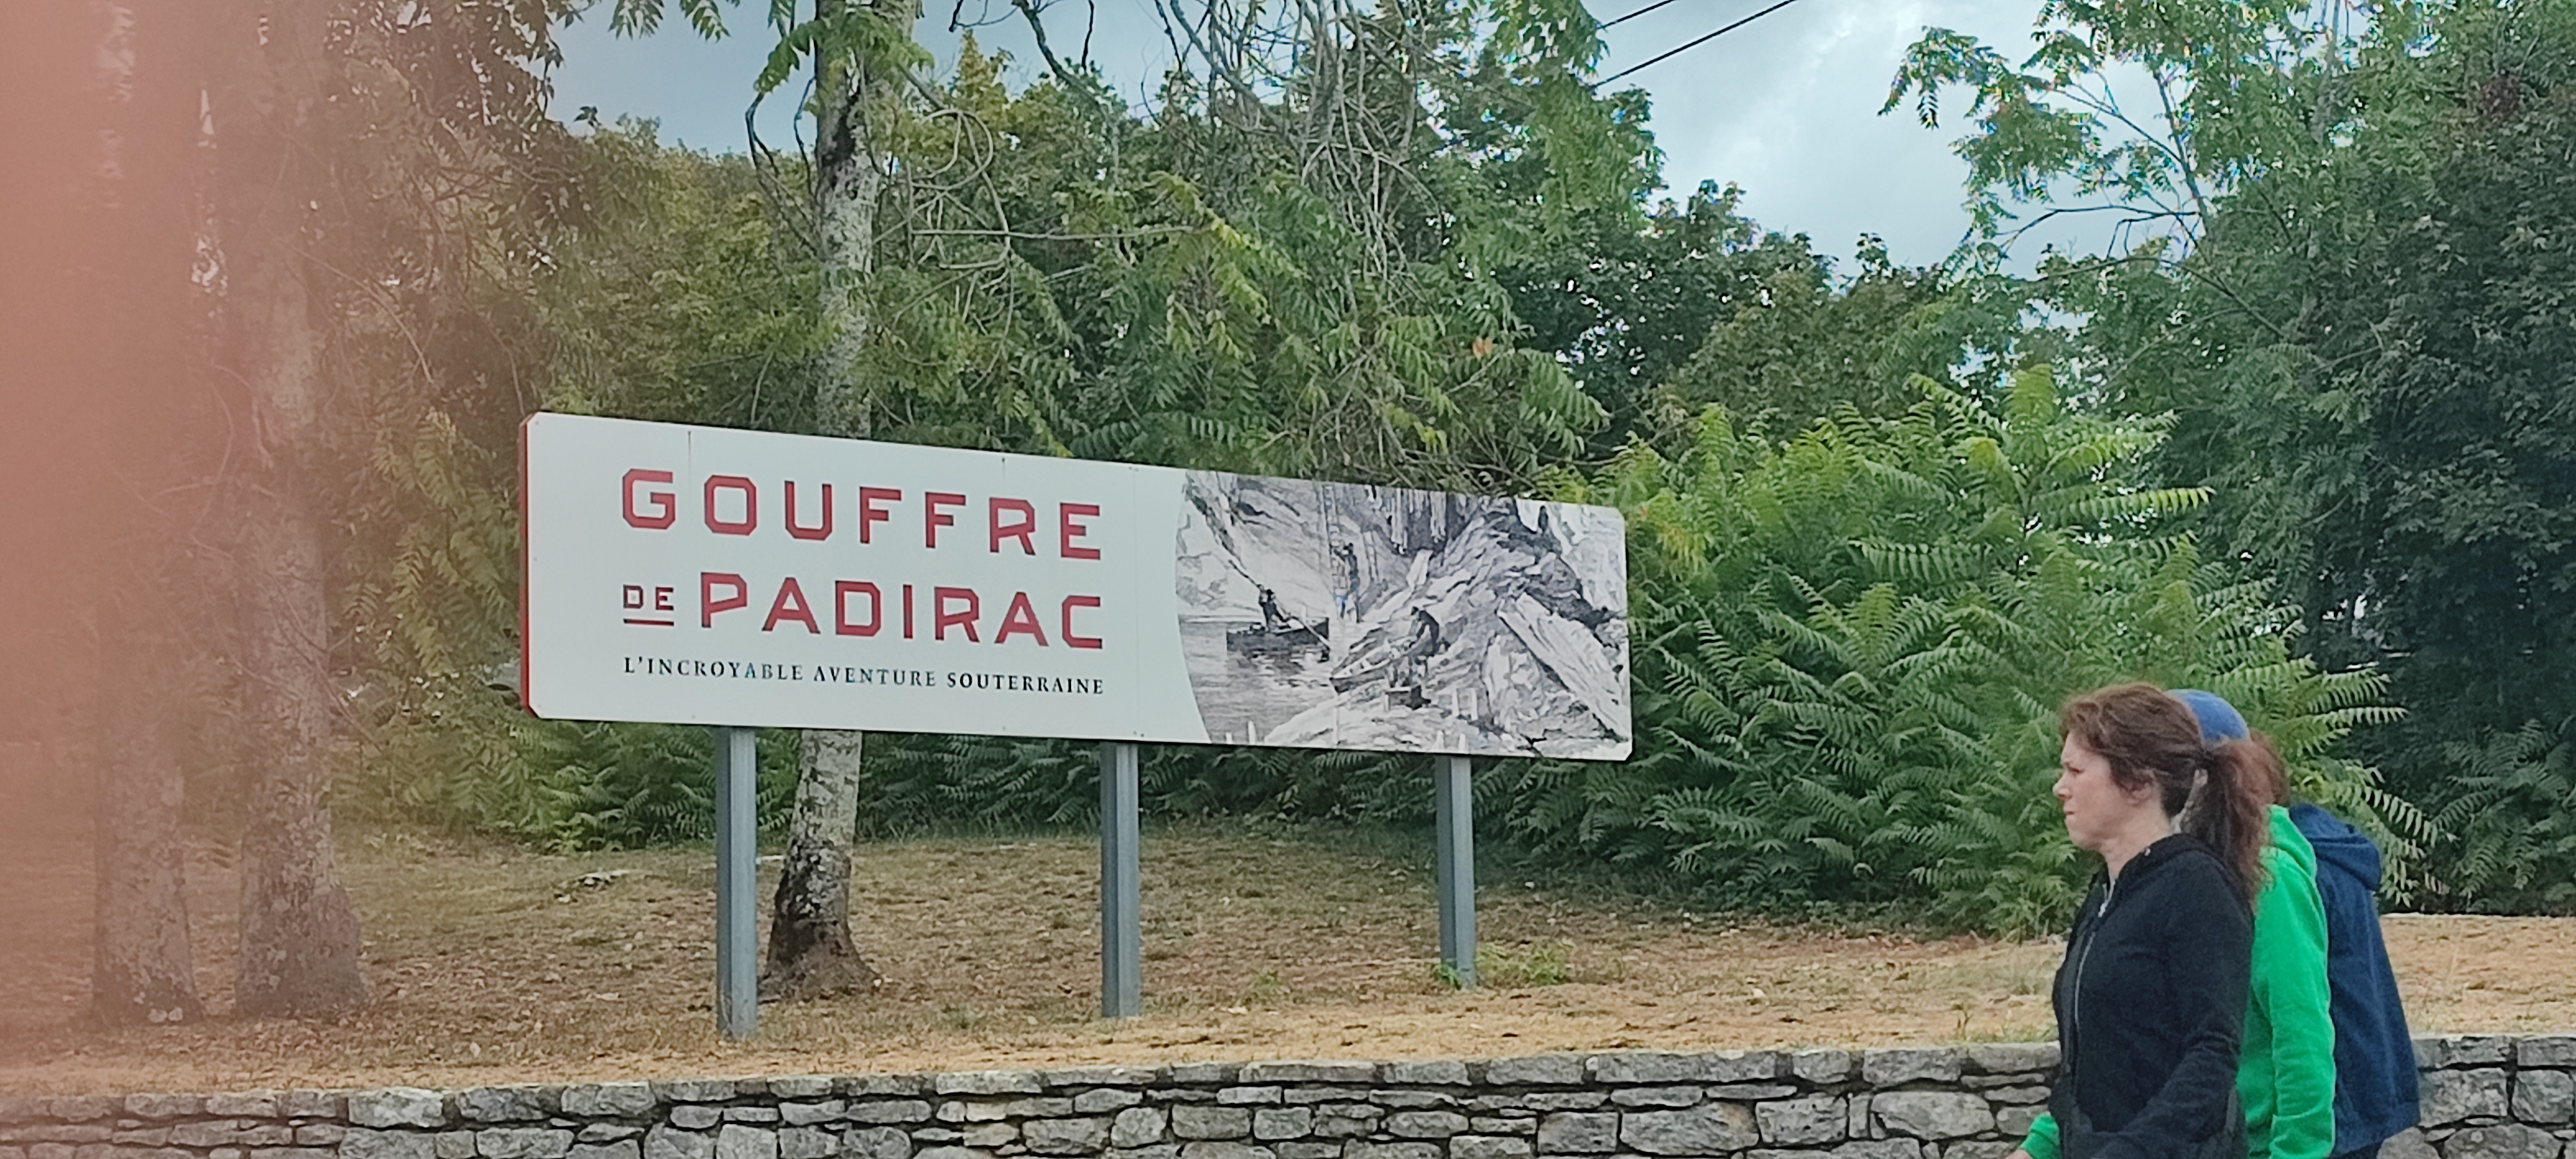 GOUFFRE
DE PADIRAC
L'INCROYABLE AVENTURE SOUTERRAINE